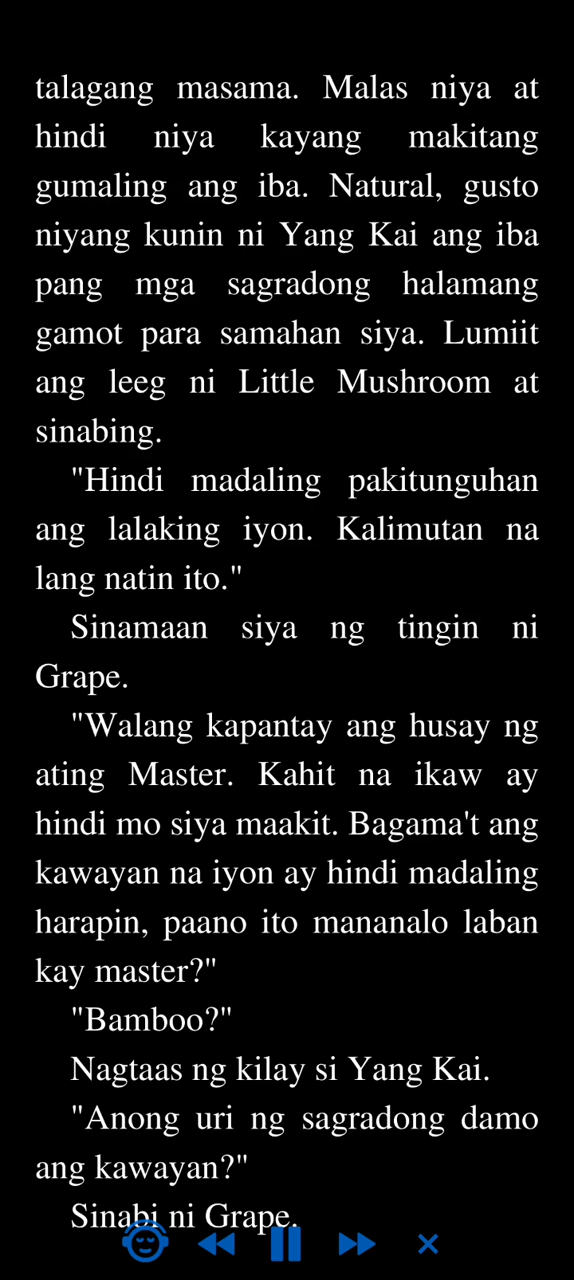 talagang masama. Malas niya at
hindi niya kayang makitang
gumaling ang iba. Natural, gusto
niyang kunin ni Yang Kai ang iba
pang mga sagradong halamang
gamot para samahan siya. Lumiit
ang leeg ni Little Mushroom at
sinabing.
"Hindi madaling pakitunguhan
ang lalaking iyon. Kalimutan na
lang natin ito."
Sinamaan siya ng tingin ni
Grape.
"Walang kapantay ang husay ng
ating Master. Kahit na ikaw ay
hindi mo siya maakit. Bagama't ang
kawayan na iyon ay hindi madaling
harapin, paano ito mananalo laban
kay master?"
"Bamboo?"
Nagtaas ng kilay si Yang Kai.
"Anong uri ng sagradong damo
ang kawayan?"
Sinabi ni Grape.